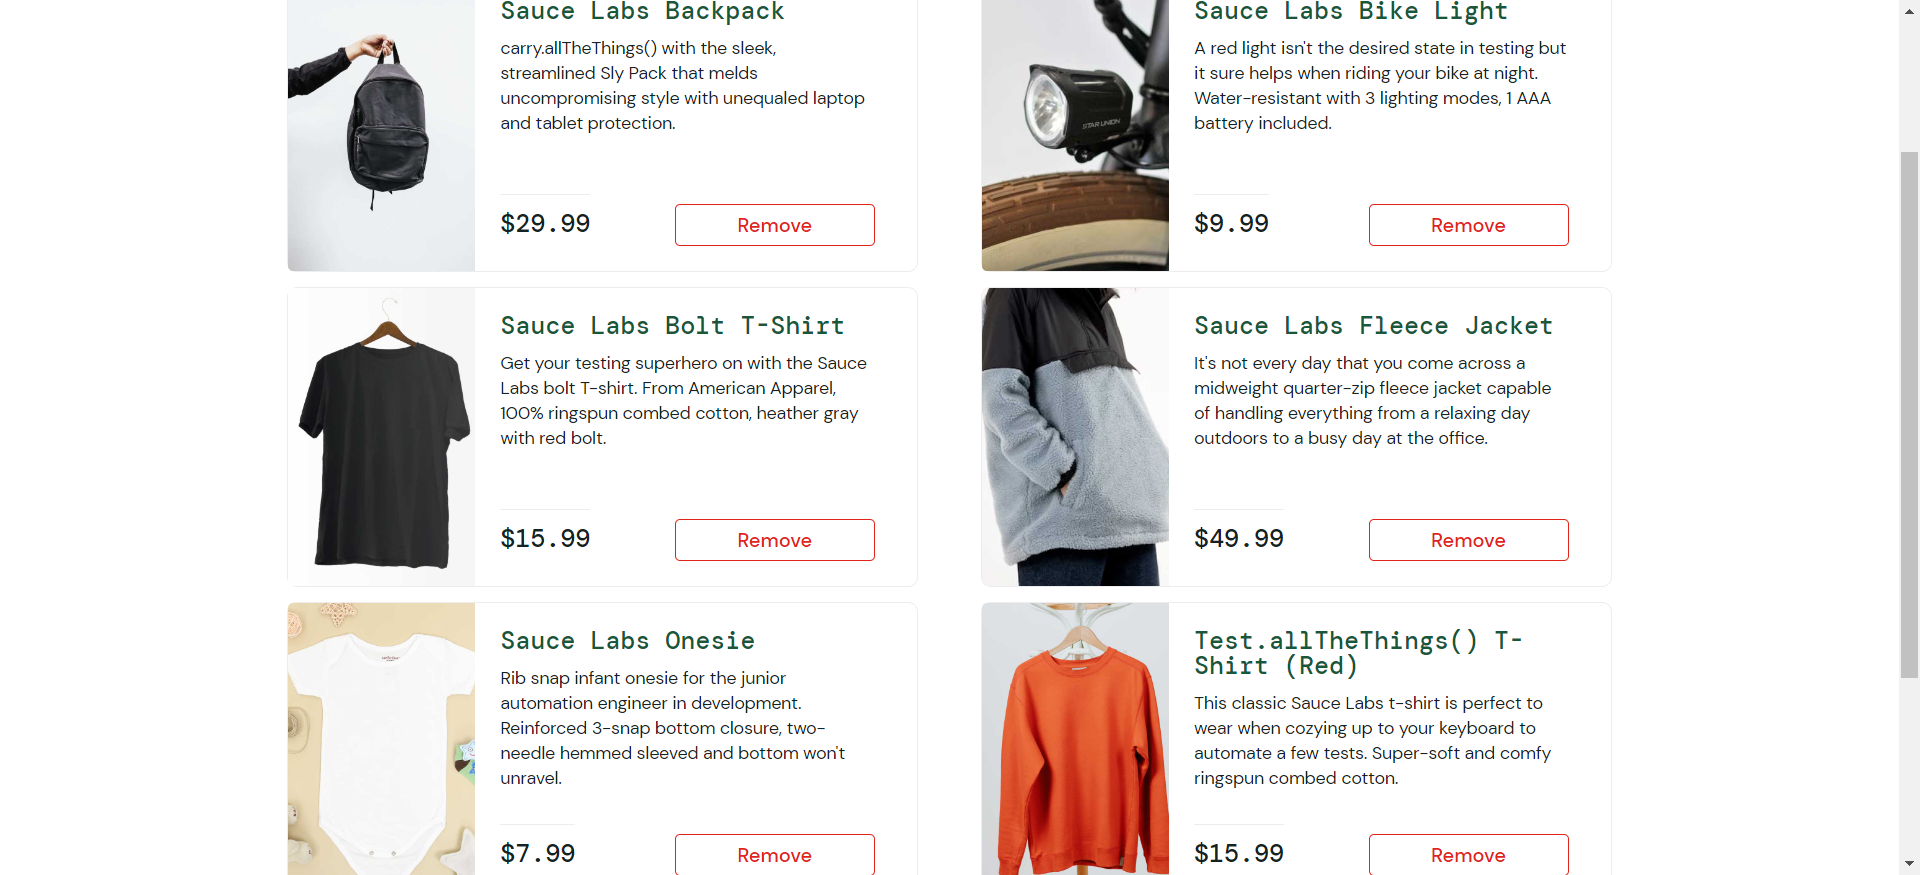 Sauce Labs Backpack
carry.allTheThings() with the sleek,
streamlined Sly Pack that melds
uncompromising style with unequaled laptop
and tablet protection.
$29.99
Remove
Sauce Labs Bike Light
A red light isn't the desired state in testing but
it sure helps when riding your bike at night.
Water-resistant with 3 lighting modes, 1 AAA
battery included.
STAR UNION
$9.99
Remove
Sauce Labs Bolt T-Shirt
Get your testing superhero on with the Sauce
Labs bolt T-shirt. From American Apparel,
100% ringspun combed cotton, heather gray
with red bolt.
$15.99
Remove
Sauce Labs Fleece Jacket
It's not every day that you come across a
midweight quarter-zip fleece jacket capable
of handling everything from a relaxing day
outdoors to a busy day at the office.
$49.99
Remove
Sauce Labs Onesie
Rib snap infant onesie for the junior
automation engineer in development.
Reinforced 3-snap bottom closure, two-
needle hemmed sleeved and bottom won't
unravel.
$7.99
Remove
Test.allTheThings() T-
Shirt (Red)
This classic Sauce Labs t-shirt is perfect to
wear when cozying up to your keyboard to
automate a few tests. Super-soft and comfy
ringspun combed cotton.
$15.99
Remove